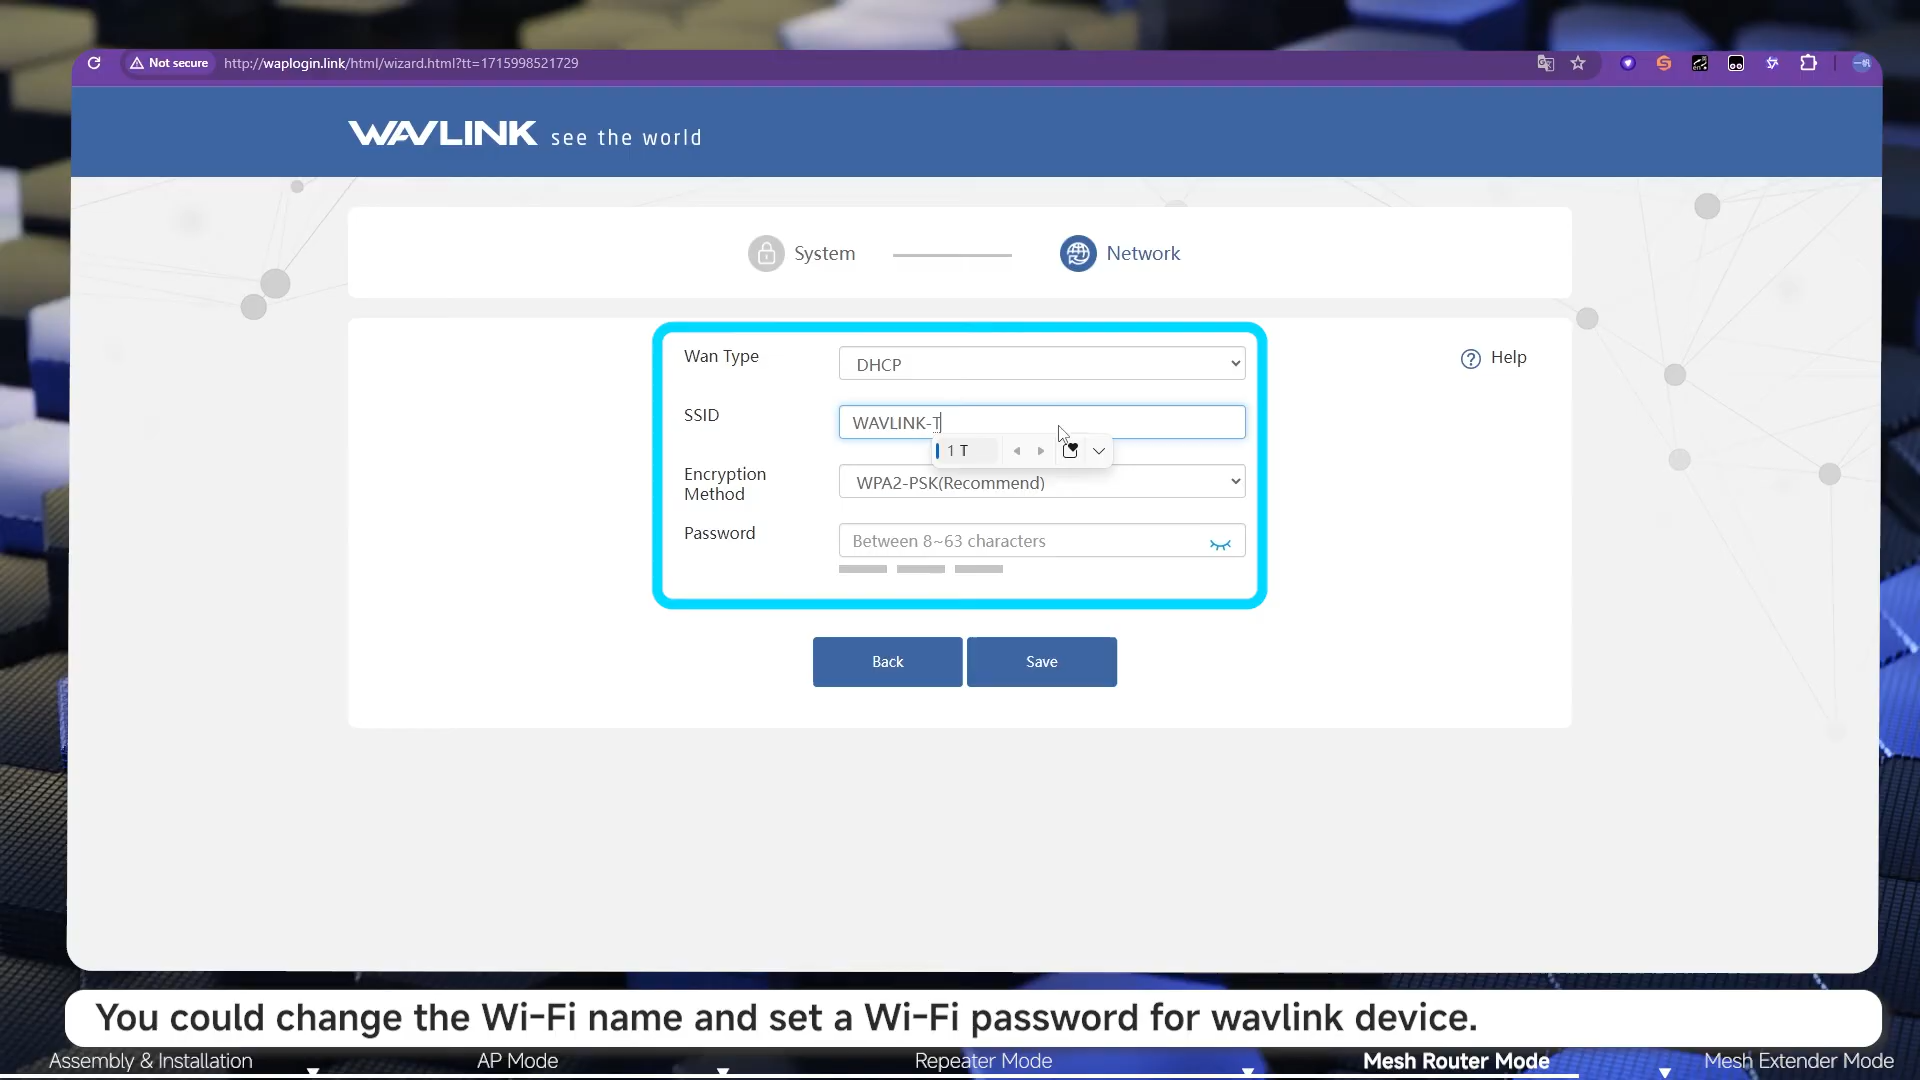 Not secure http://waplogin.link/html/wizard.html?tt=1715998521729
WAVLINK see the world
System Network
Wan Type DHCP
Help
SSID WAVLINK-T
1 T
Encryption Method WPA2-PSK(Recommend)
Password Between 8~63 characters
Back Save
You could change the Wi-Fi name and set a Wi-Fi password for wavlink device.
Assembly & Installation AP Mode Repeater Mode Mesh Router Mode Mesh Extender Mode